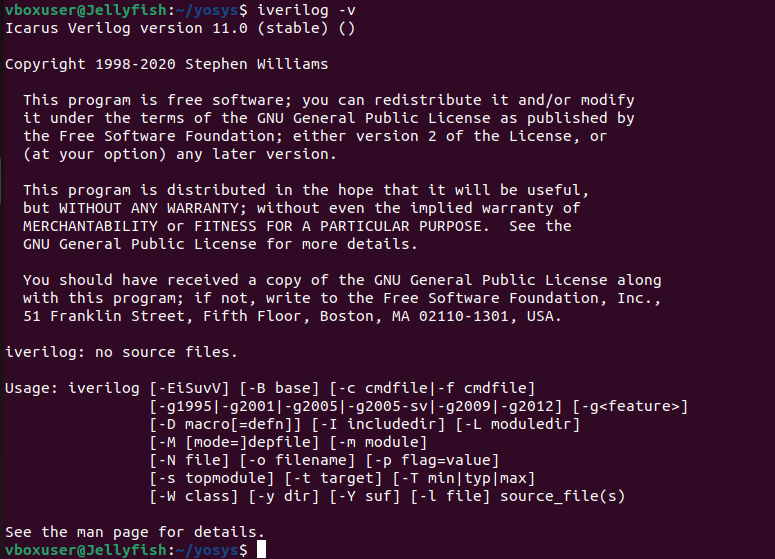 vboxuser@Jellyfish:~/yosys$ iverilog -v
Icarus Verilog version 11.0 (stable) ()
Copyright 1998-2020 Stephen Williams
This program is free software; you can redistribute it and/or modify
it under the terms of the GNU General Public License as published by
the Free Software Foundation; either version 2 of the License, or
(at your option) any later version.
This program is distributed in the hope that it will be useful,
but WITHOUT ANY WARRANTY; without even the implied warranty of
MERCHANTABILITY or FITNESS FOR A PARTICULAR PURPOSE.  See the
GNU General Public License for more details.
You should have received a copy of the GNU General Public License along
with this program; if not, write to the Free Software Foundation, Inc.,
51 Franklin Street, Fifth Floor, Boston, MA 02110-1301, USA.
iverilog: no source files.
Usage: iverilog [-EiSuvV] [-B base] [-c cmdfile|-f cmdfile]
[-g1995|-g2001|-g2005|-g2005-sv|-g2009|-g2012] [-g<feature>]
[-D macro[=defn]] [-I includedir] [-L moduledir]
[-M [mode=]depfile] [-m module]
[-N file] [-o filename] [-p flag=value]
[-s topmodule] [-t target] [-T min|typ|max]
[-W class] [-y dir] [-Y suf] [-l file] source_file(s)
See the man page for details.
vboxuser@Jellyfish:~/yosys$